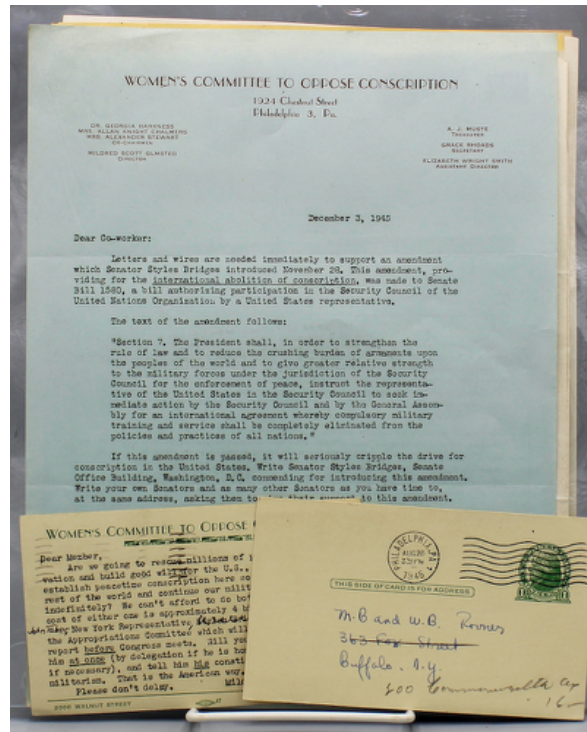 WOMEN'S COMMITTEE TO OPPOSE CONSCRIPTION
1924 Chestnut Street
Philadelphia 3, Pa.
DR. GEORGIA HARKNESS
MRS. ALLAN KNIGHT CHALMERS
MRS. ALEXANDER STEWART
CO-CHAIRMEN
MILDRED SCOTT OLMSTED
DIRECTOR
A. J. MUSTE
TREASURER
GRACE RHOADS
SECRETARY
ELIZABETH WRIGHT SMITH
ASSISTANT DIRECTOR
December 3, 1945
Dear Co-worker:
Letters and wires are needed immediately to support an amendment
which Senator Styles Bridges introduced November 28. This amendment, pro-
viding for the international abolition of conscription, was made to Senate
Bill 1580, a bill authorizing participation in the Security Council of the
United Nations Organization by a United States representative.
The text of the amendment follows:
"Section 7. The President shall, in order to strengthen the
rule of law and to reduce the crushing burden of armaments upon
the peoples of the world and to give greater relative strength
to the military forces under the jurisdiction of the Security
Council for the enforcement of peace, instruct the representa-
tive of the United States in the Security Council to seek im-
mediate action by the Security Council and by the General Assem-
bly for an international agreement whereby compulsory military
training and service shall be completely eliminated from the
policies and practices of all nations."
If this amendment is passed, it will seriously cripple the drive for
conscription in the United States. Write Senator Styles Bridges, Senate
Office Building, Washington, D.C. commending for introducing this amendment.
Write your own Senators and as many other Senators as you have time to,
at the same address, asking them to their support to this amendment.
WOMEN'S COMMITTEE TO OPPOSE
Dear Member,
Are we going to rescue millions of
vation and build good will for the U.S.,
establish peacetime conscription here
rest of the world and continue our
indefinitely? We can't afford to do
cost of either one is approximately 4
New York Representative
the Appropriations Committee which will
report before Congress meets. Will
him at once (by delegation if he is
if necessary), and tell him his
militarism. That is the American way.
Please don't delay.
2006 WALNUT STREET
PHILADELPHIA, PA.
AUG 20
1946
THIS SIDE OF CARD IS FOR ADDRESS
M.B and W.B.
363 Fox Street
Buffalo, N.Y.
200